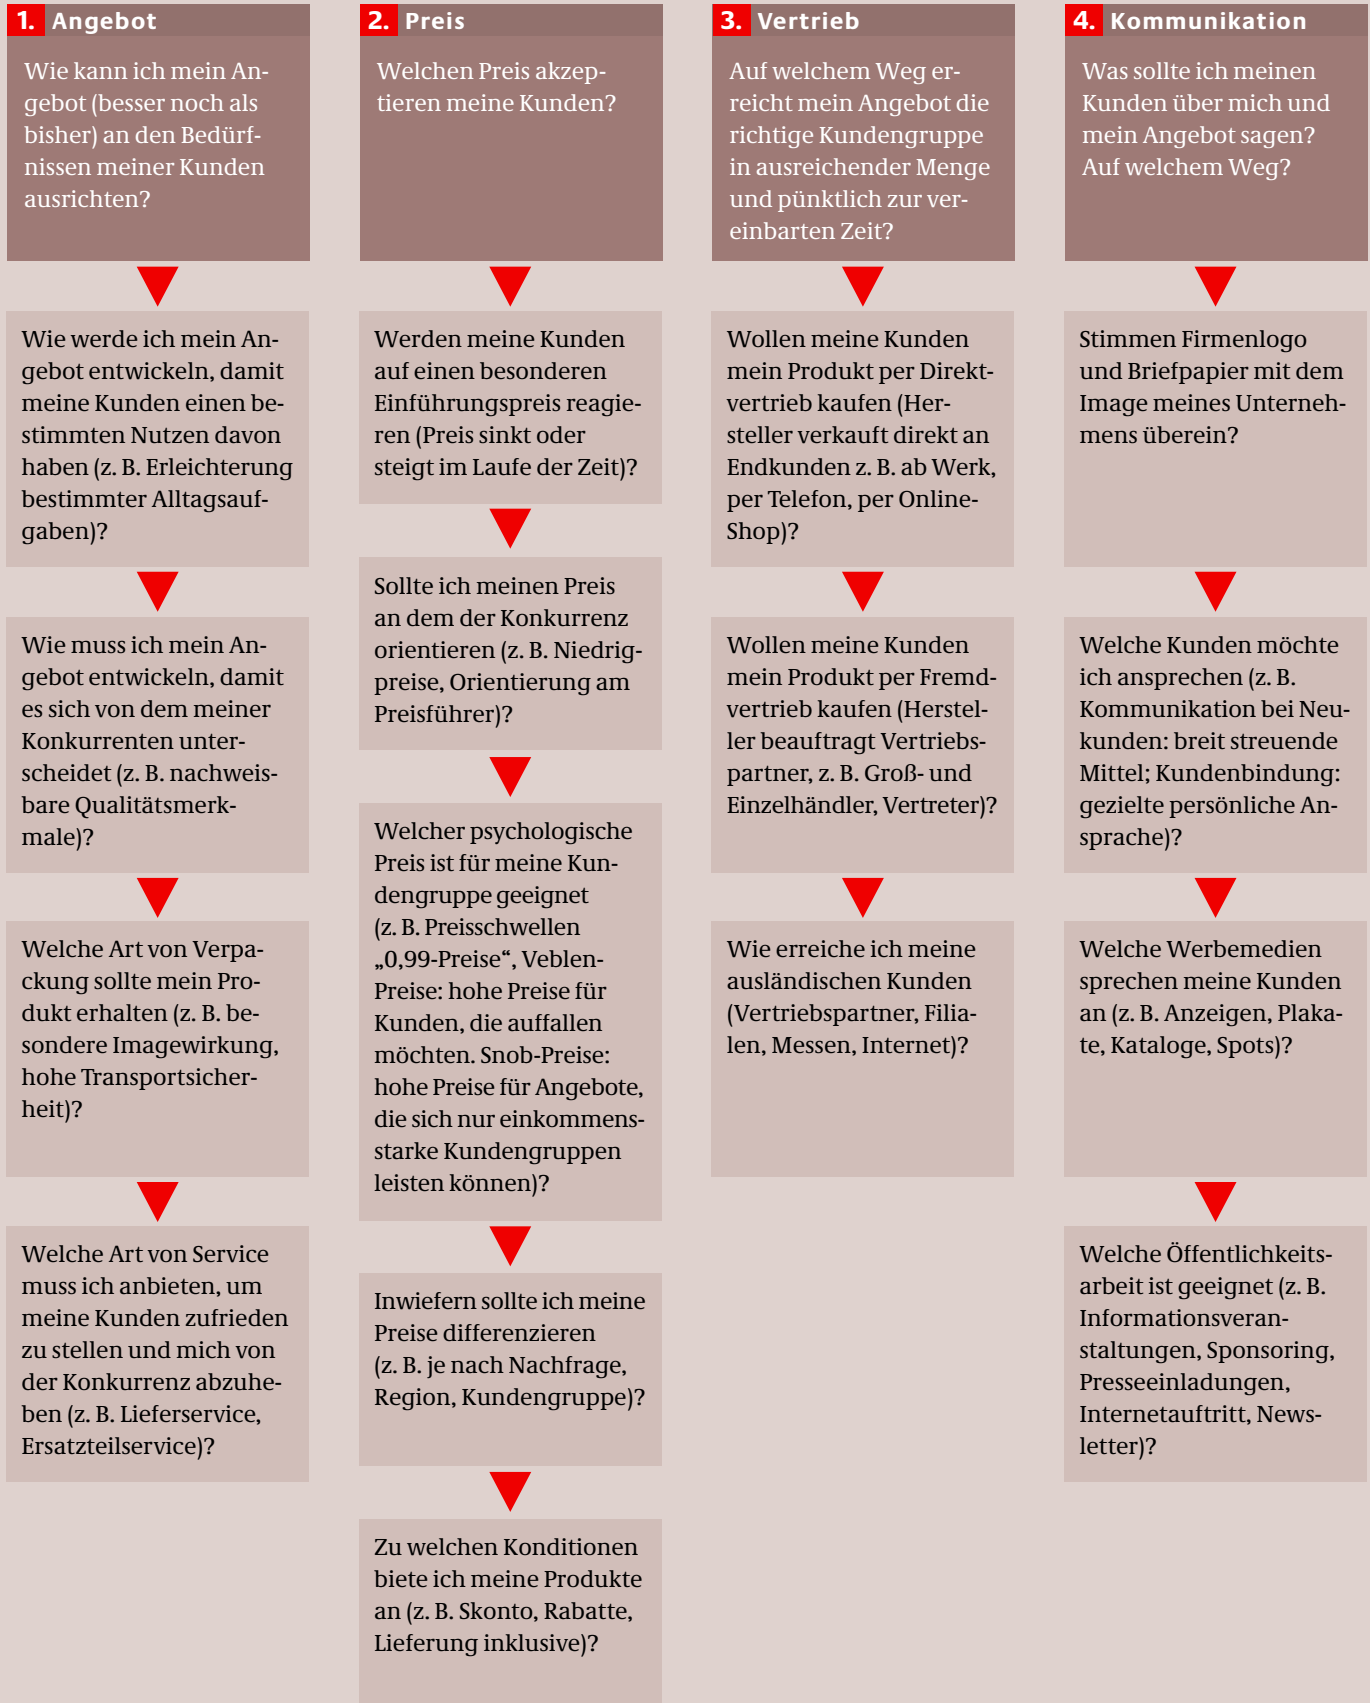 1. Angebot
Wie kann ich mein An-
gebot (besser noch als
bisher) an den Bedürf-
nissen meiner Kunden
ausrichten?
Wie werde ich mein An-
gebot entwickeln, damit
meine Kunden einen be-
stimmten Nutzen davon
haben (z. B. Erleichterung
bestimmter Alltagsauf-
gaben)?
Wie muss ich mein An-
gebot entwickeln, damit
es sich von dem meiner
Konkurrenten unter-
scheidet (z. B. nachweis-
bare Qualitätsmerk-
male)?
Welche Art von Verpa-
ckung sollte mein Pro-
dukt erhalten (z. B. be-
sondere Imagewirkung,
hohe Transportsicher-
heit)?
Welche Art von Service
muss ich anbieten, um
meine Kunden zufrieden
zu stellen und mich von
der Konkurrenz abzuhe-
ben (z. B. Lieferservice,
Ersatzteilservice)?
2. Preis
Welchen Preis akzep-
tieren meine Kunden?
Werden meine Kunden
auf einen besonderen
Einführungspreis reagie-
ren (Preis sinkt oder
steigt im Laufe der Zeit)?
Sollte ich meinen Preis
an dem der Konkurrenz
orientieren (z. B. Niedrig-
preise, Orientierung am
Preisführer)?
Welcher psychologische
Preis ist für meine Kun-
dengruppe geeignet
(z. B. Preisschwellen
„0,99-Preise“, Veblen-
Preise: hohe Preise für
Kunden, die auffallen
möchten. Snob-Preise:
hohe Preise für Angebote,
die sich nur einkommens-
starke Kundengruppen
leisten können)?
Inwiefern sollte ich meine
Preise differenzieren
(z. B. je nach Nachfrage,
Region, Kundengruppe)?
Zu welchen Konditionen
biete ich meine Produkte
an (z. B. Skonto, Rabatte,
Lieferung inklusive)?
3. Vertrieb
Auf welchem Weg er-
reicht mein Angebot die
richtige Kundengruppe
in ausreichender Menge
und pünktlich zur ver-
einbarten Zeit?
Wollen meine Kunden
mein Produkt per Direkt-
vertrieb kaufen (Her-
steller verkauft direkt an
Endkunden z. B. ab Werk,
per Telefon, per Online-
Shop)?
Wollen meine Kunden
mein Produkt per Fremd-
vertrieb kaufen (Herstel-
ler beauftragt Vertriebs-
partner, z. B. Groß- und
Einzelhändler, Vertreter)?
Wie erreiche ich meine
ausländischen Kunden
(Vertriebspartner, Filia-
len, Messen, Internet)?
4. Kommunikation
Was sollte ich meinen
Kunden über mich und
mein Angebot sagen?
Auf welchem Weg?
Stimmen Firmenlogo
und Briefpapier mit dem
Image meines Unterneh-
mens überein?
Welche Kunden möchte
ich ansprechen (z. B.
Kommunikation bei Neu-
kunden: breit streuende
Mittel; Kundenbindung:
gezielte persönliche An-
sprache)?
Welche Werbemedien
sprechen meine Kunden
an (z. B. Anzeigen, Plaka-
te, Kataloge, Spots)?
Welche Öffentlichkeits-
arbeit ist geeignet (z. B.
Informationsveran-
staltungen, Sponsoring,
Presseeinladungen,
Internetauftritt, News-
letter)?